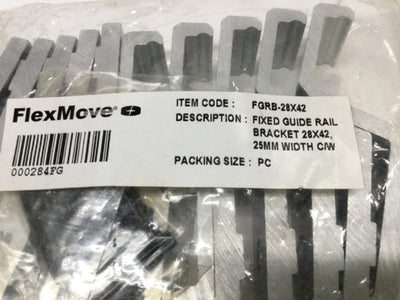 FlexMove®
000284FG
ITEM CODE : FGRB-28X42
DESCRIPTION : FIXED GUIDE RAIL
BRACKET 28X42,
25MM WIDTH C/W
PACKING SIZE : PC